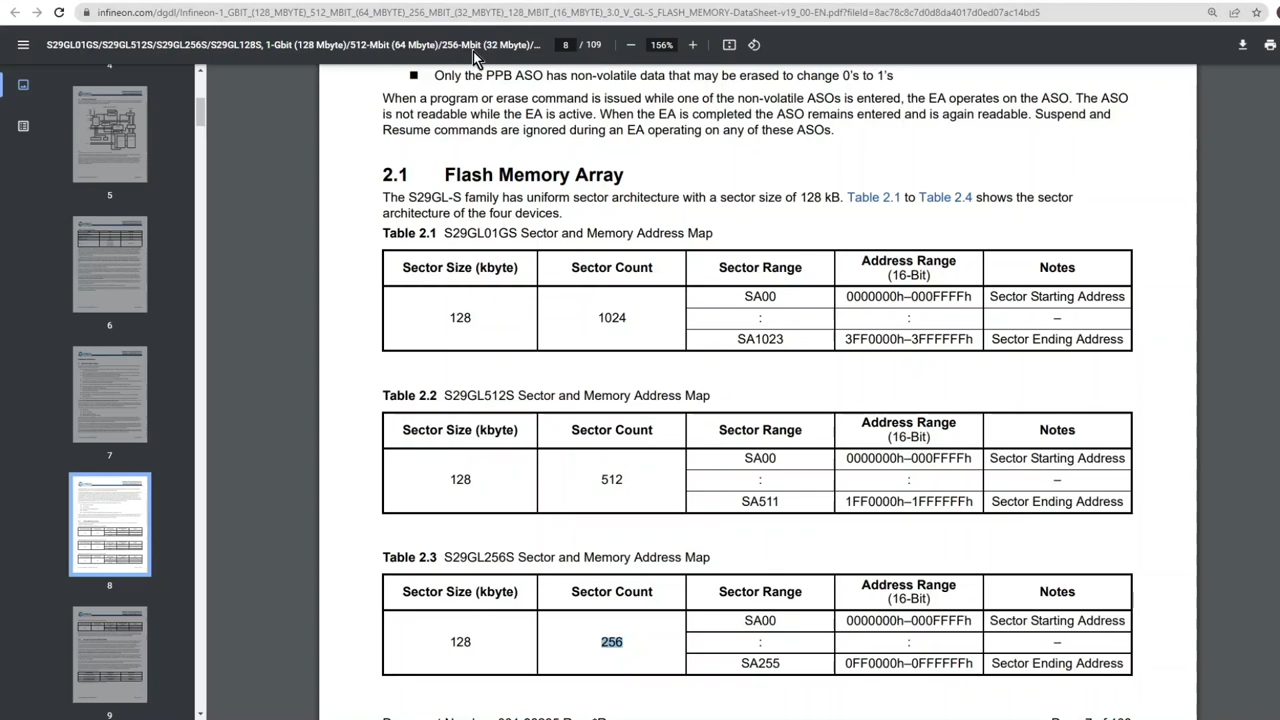 infineon.com/dgdl/Infineon-1_GBIT_(128_MBYTE)_512_MBIT_(64_MBYTE)_256_MBIT_(32_MBYTE)_128_MBIT_(16_MBYTE)_3.0_V_GL-S_FLASH_MEMORY-DataSheet-v19_00-EN.pdf?fileId=8ac78c8c7d0d8da4017d0ed07ac14bd5
S29GL01GS/S29GL512S/S29GL256S/S29GL128S, 1-Gbit (128 Mbyte)/512-Mbit (64 Mbyte)/256-Mbit (32 Mbyte)/...
8 / 109
156%
4
5
6
7
8
9
■ Only the PPB ASO has non-volatile data that may be erased to change 0's to 1's
When a program or erase command is issued while one of the non-volatile ASOs is entered, the EA operates on the ASO. The ASO
is not readable while the EA is active. When the EA is completed the ASO remains entered and is again readable. Suspend and
Resume commands are ignored during an EA operating on any of these ASOs.
2.1 Flash Memory Array
The S29GL-S family has uniform sector architecture with a sector size of 128 kB. Table 2.1 to Table 2.4 shows the sector
architecture of the four devices.
Table 2.1 S29GL01GS Sector and Memory Address Map
Sector Size (kbyte) Sector Count Sector Range Address Range (16-Bit) Notes
128 1024
SA00 0000000h–000FFFFh Sector Starting Address
: : –
SA1023 3FF0000h–3FFFFFFh Sector Ending Address
Table 2.2 S29GL512S Sector and Memory Address Map
Sector Size (kbyte) Sector Count Sector Range Address Range (16-Bit) Notes
128 512
SA00 0000000h–000FFFFh Sector Starting Address
: : –
SA511 1FF0000h–1FFFFFFh Sector Ending Address
Table 2.3 S29GL256S Sector and Memory Address Map
Sector Size (kbyte) Sector Count Sector Range Address Range (16-Bit) Notes
128 256
SA00 0000000h–000FFFFh Sector Starting Address
: : –
SA255 0FF0000h–0FFFFFFh Sector Ending Address